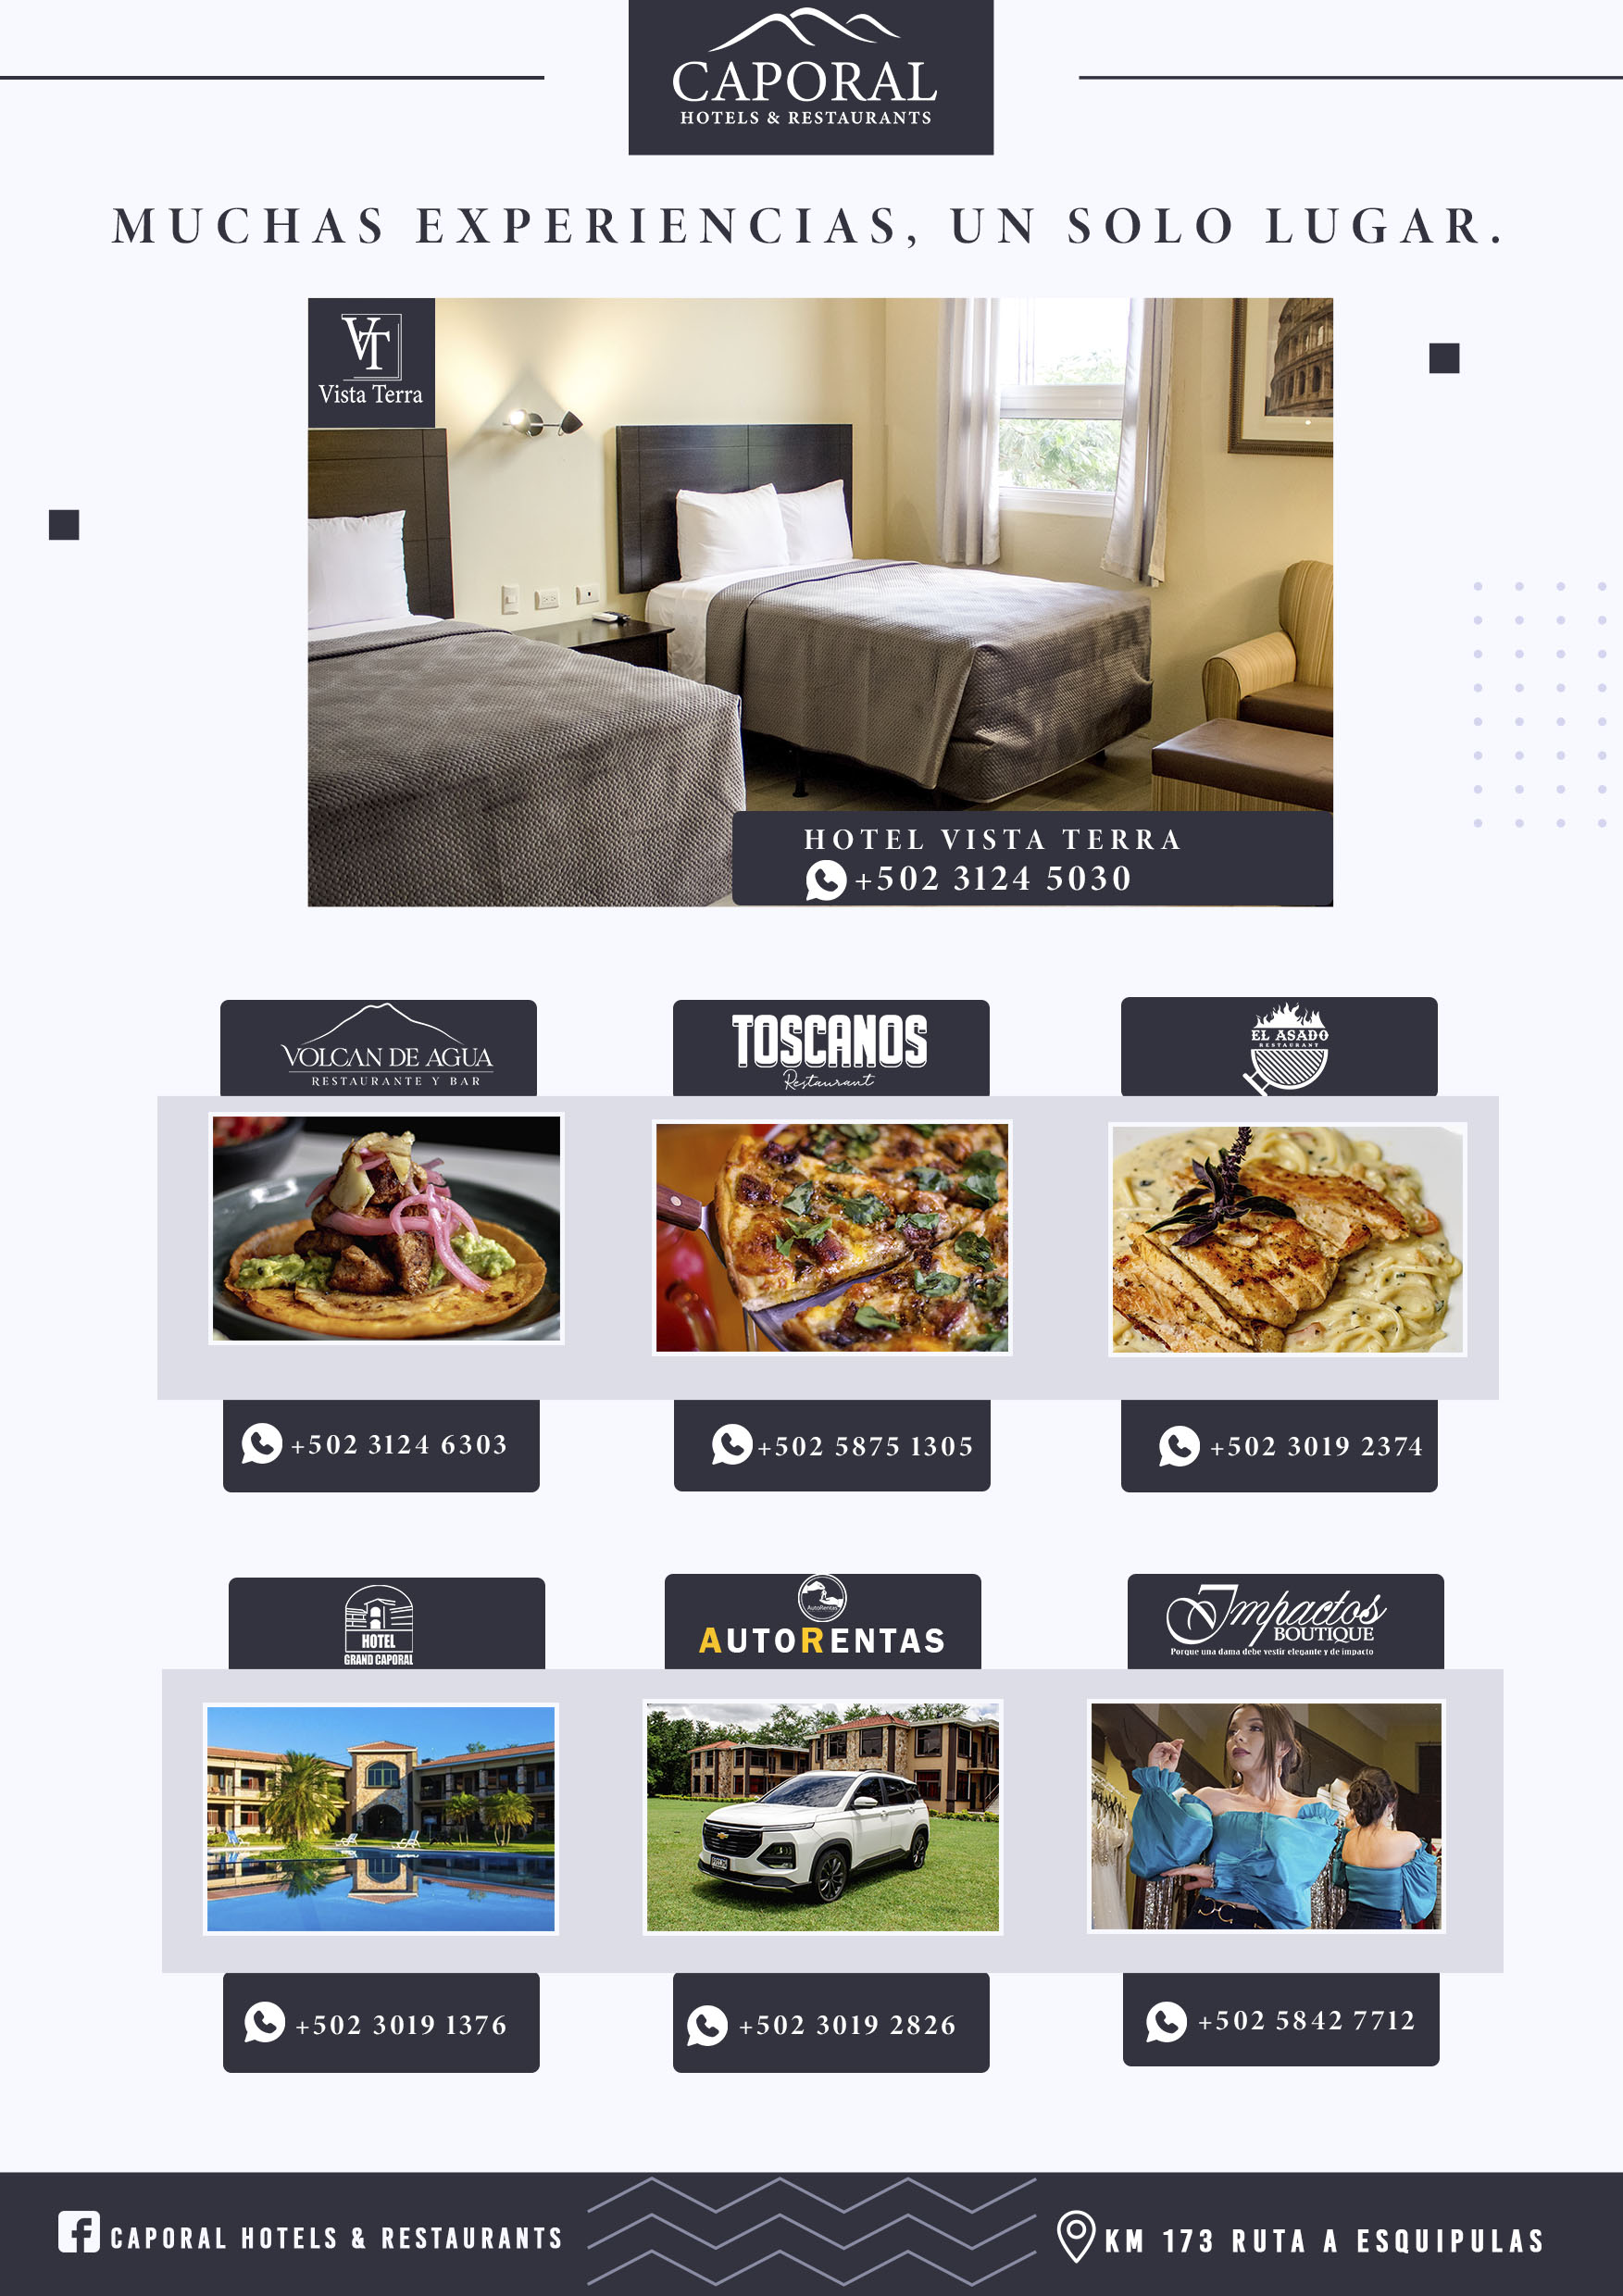 CAPORAL
HOTELS & RESTAURANTS
MUCHAS EXPERIENCIAS, UN SOLO LUGAR.
VT
Vista Terra
HOTEL VISTA TERRA
+502 3124 5030
VOLCAN DE AGUA
RESTAURANTE Y BAR
TOSCANOS
Restaurant
EL ASADO
RESTAURANT
+502 3124 6303
+502 5875 1305
+502 3019 2374
HOTEL
GRAND CAPORAL
AutoRentas
AUTORENTAS
Impactos
BOUTIQUE
Porque una dama debe vestir elegante y de impacto
+502 3019 1376
+502 3019 2826
+502 5842 7712
CAPORAL HOTELS & RESTAURANTS
KM 173 RUTA A ESQUIPULAS